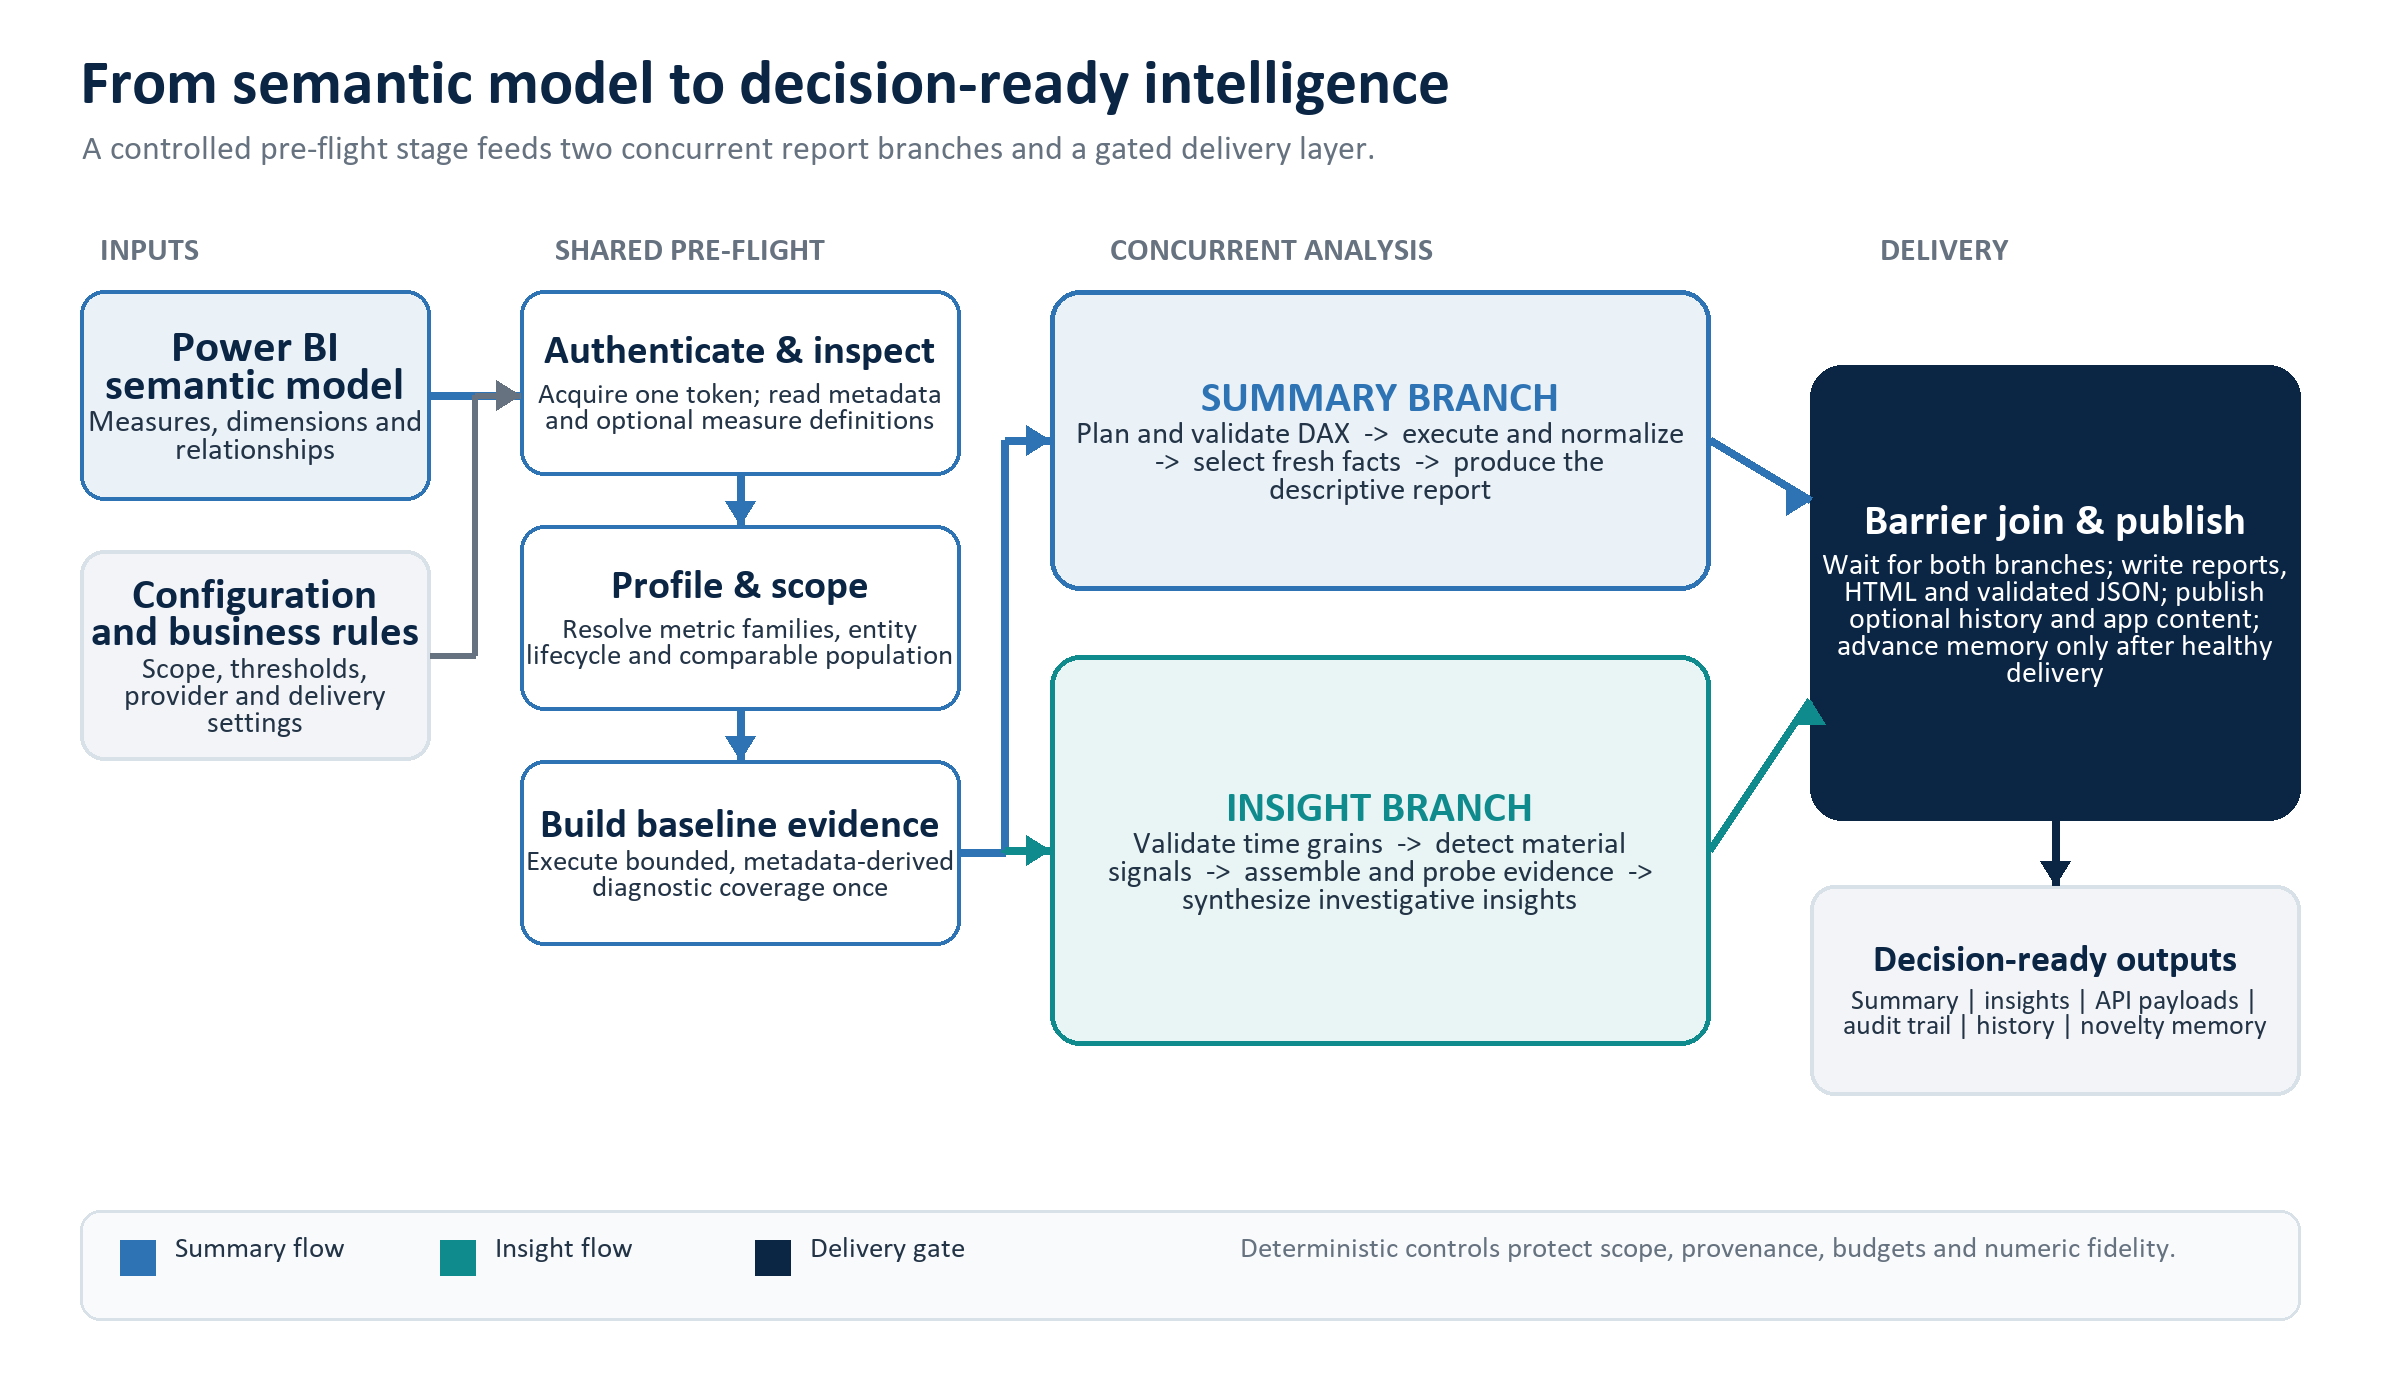 From semantic model to decision-ready intelligence
A controlled pre-flight stage feeds two concurrent report branches and a gated delivery layer.
INPUTS
SHARED PRE-FLIGHT
CONCURRENT ANALYSIS
DELIVERY
Power BI
semantic model
Measures, dimensions and
relationships
Configuration
and business rules
Scope, thresholds,
provider and delivery
settings
Authenticate & inspect
Acquire one token; read metadata
and optional measure definitions
Profile & scope
Resolve metric families, entity
lifecycle and comparable population
Build baseline evidence
Execute bounded, metadata-derived
diagnostic coverage once
SUMMARY BRANCH
Plan and validate DAX -> execute and normalize
-> select fresh facts -> produce the
descriptive report
INSIGHT BRANCH
Validate time grains -> detect material
signals -> assemble and probe evidence ->
synthesize investigative insights
Barrier join & publish
Wait for both branches; write reports,
HTML and validated JSON; publish
optional history and app content;
advance memory only after healthy
delivery
Decision-ready outputs
Summary | insights | API payloads |
audit trail | history | novelty memory
Summary flow
Insight flow
Delivery gate
Deterministic controls protect scope, provenance, budgets and numeric fidelity.